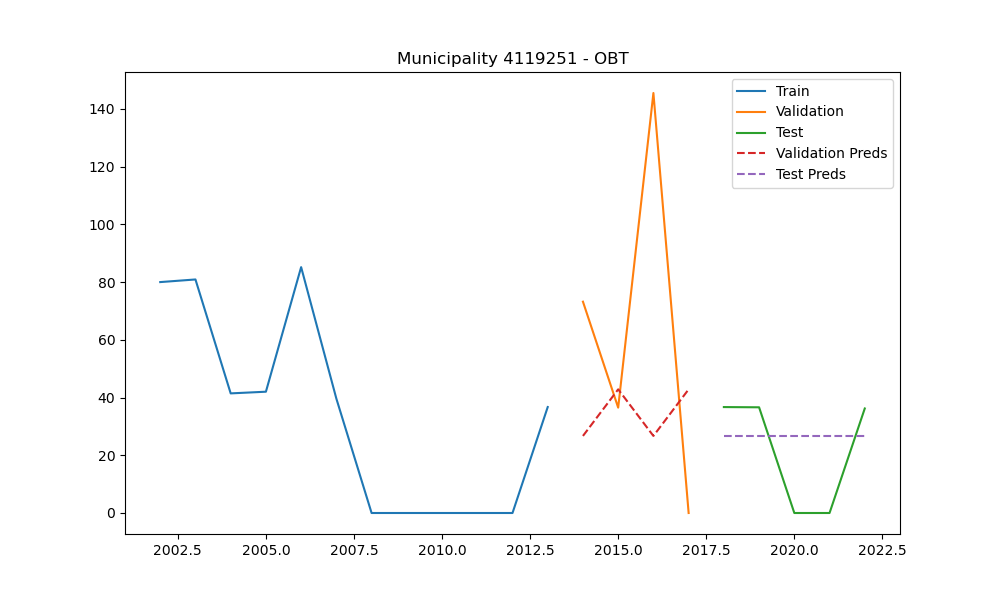 Municipality 4119251 - OBT
Train
Validation
Test
Validation Preds
Test Preds
140
120
100
80
60
40
20
0
2002.5 2005.0 2007.5 2010.0 2012.5 2015.0 2017.5 2020.0 2022.5